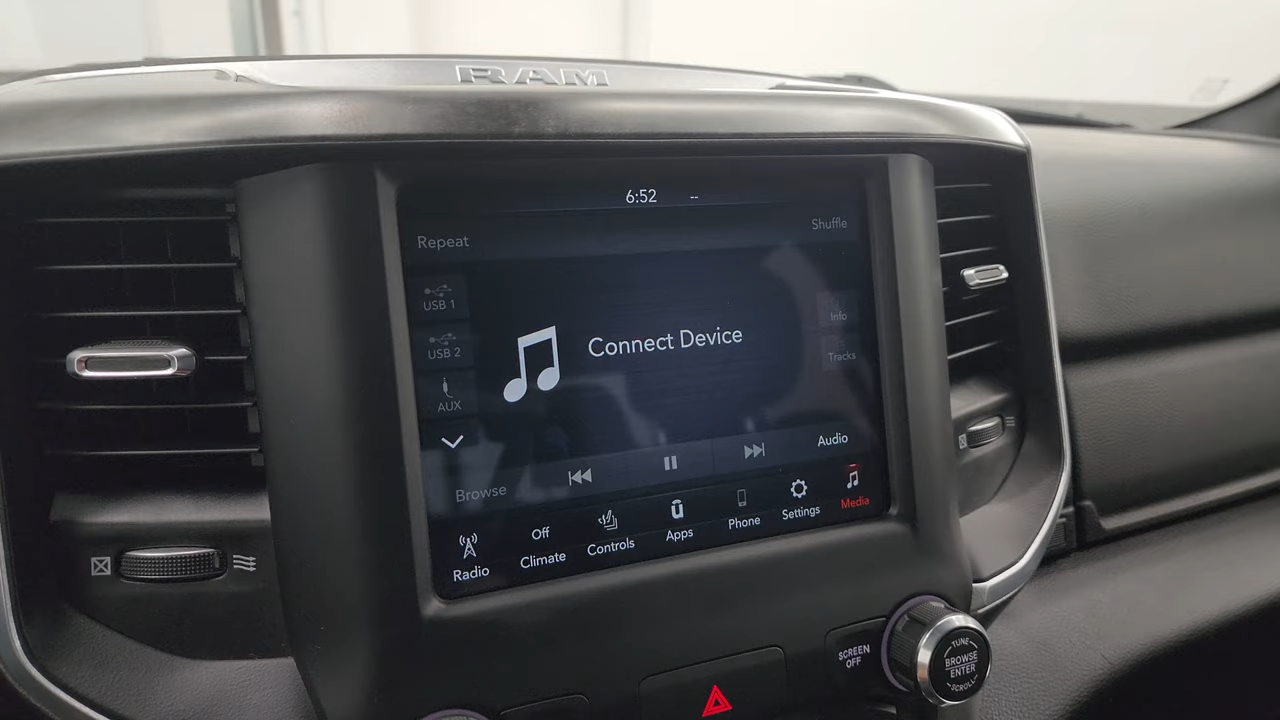 RAM
6:52 --
Repeat
Shuffle
USB 1
Info
USB 2
Connect Device
Tracks
AUX
Audio
Browse
Radio
Off
Climate
Controls
Apps
Phone
Settings
Media
SCREEN
OFF
TUNE
BROWSE
ENTER
SCROLL